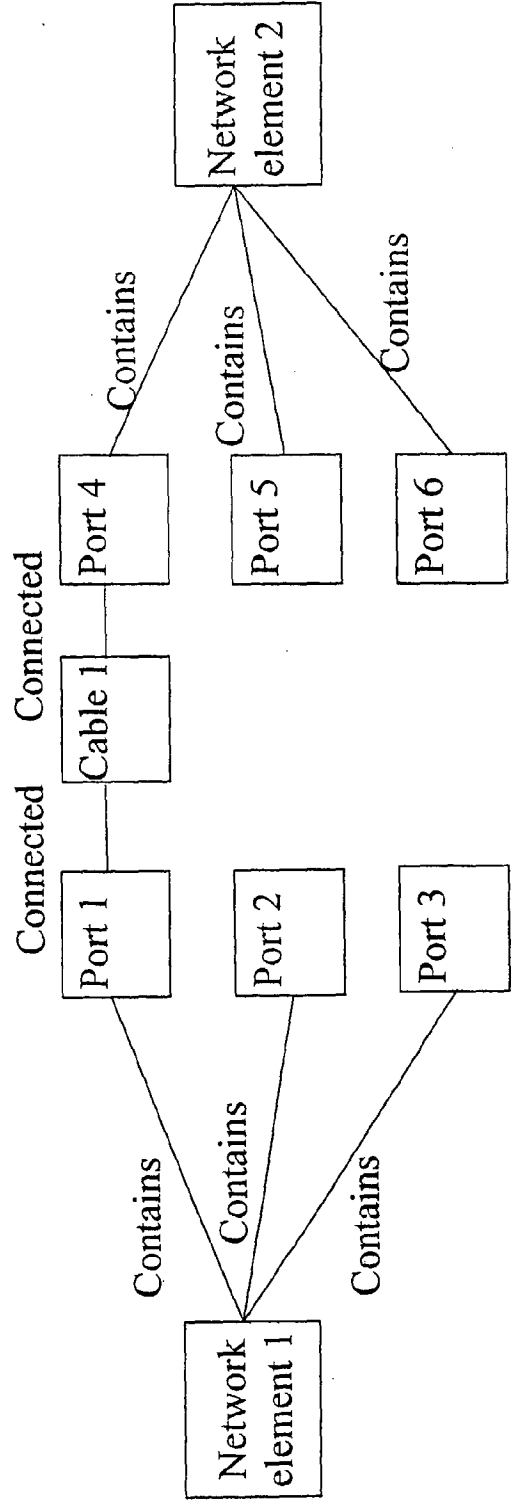 Network
element 1
Contains
Contains
Contains
Port 1
Port 2
Port 3
Connected
Cable 1
Connected
Port 4
Port 5
Port 6
Contains
Contains
Contains
Network
element 2